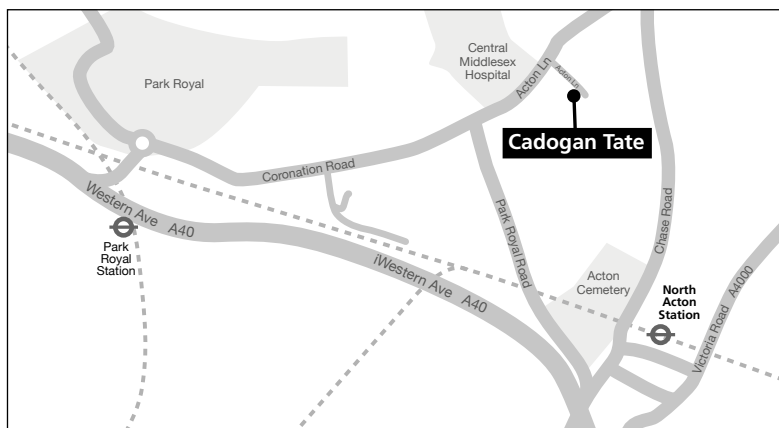 Park Royal
Central
Middlesex
Hospital
Acton Ln
Acton Ln
Cadogan Tate
Coronation Road
Western Ave A40
Park
Royal
Station
iWestern Ave A40
Park Royal Road
Chase Road
Acton
Cemetery
North
Acton
Station
Victoria Road A4000